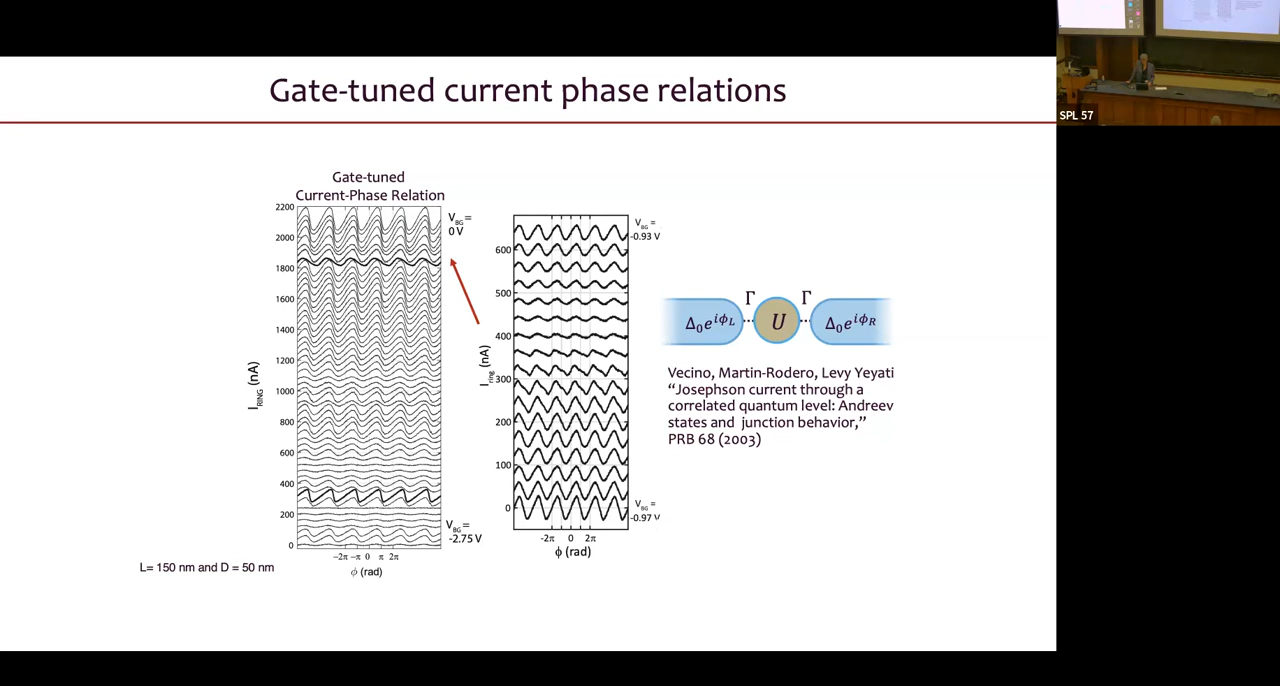 Gate-tuned current phase relations
SPL 57
Gate-tuned
Current-Phase Relation
2200
2000
1800
1600
1400
1200
1000
800
600
400
200
0
I_RING (nA)
V_BG =
0 V
V_BG =
-2.75 V
−2π −π 0 π 2π
ϕ (rad)
L= 150 nm and D = 50 nm
600
500
400
300
200
100
0
I_ring (nA)
V_BG =
-0.93 V
V_BG =
-0.97 V
-2π 0 2π
ϕ (rad)
Γ Γ
Δ₀e^{iϕ_L} U Δ₀e^{iϕ_R}
Vecino, Martin-Rodero, Levy Yeyati
“Josephson current through a
correlated quantum level: Andreev
states and junction behavior,”
PRB 68 (2003)